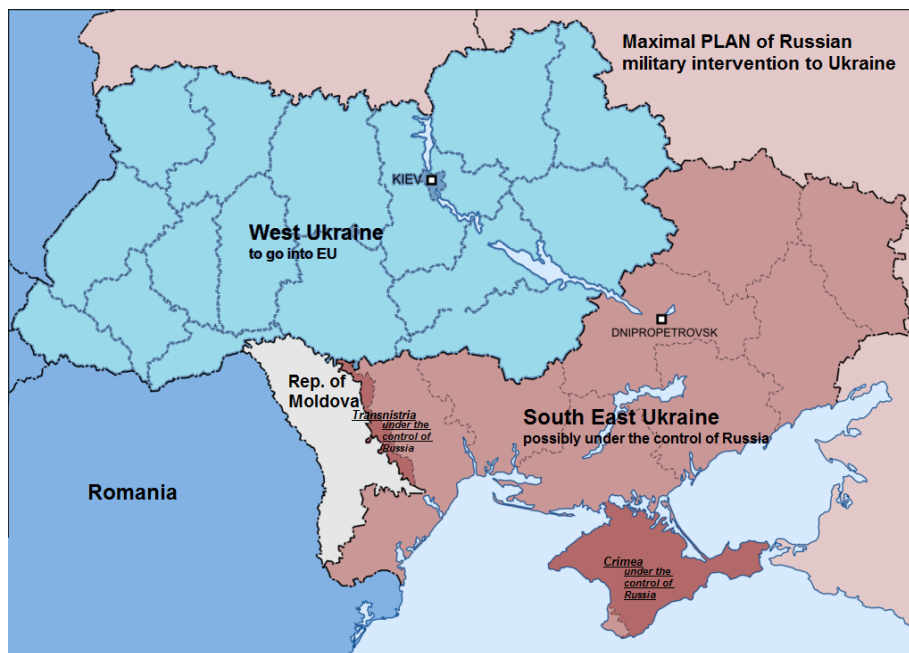 Maximal PLAN of Russian
military intervention to Ukraine
KIEV
West Ukraine
to go into EU
DNIPROPETROVSK
Rep. of
Moldova
Transnistria
under the
control of
Russia
South East Ukraine
possibly under the control of Russia
Romania
Crimea
under the
control of
Russia